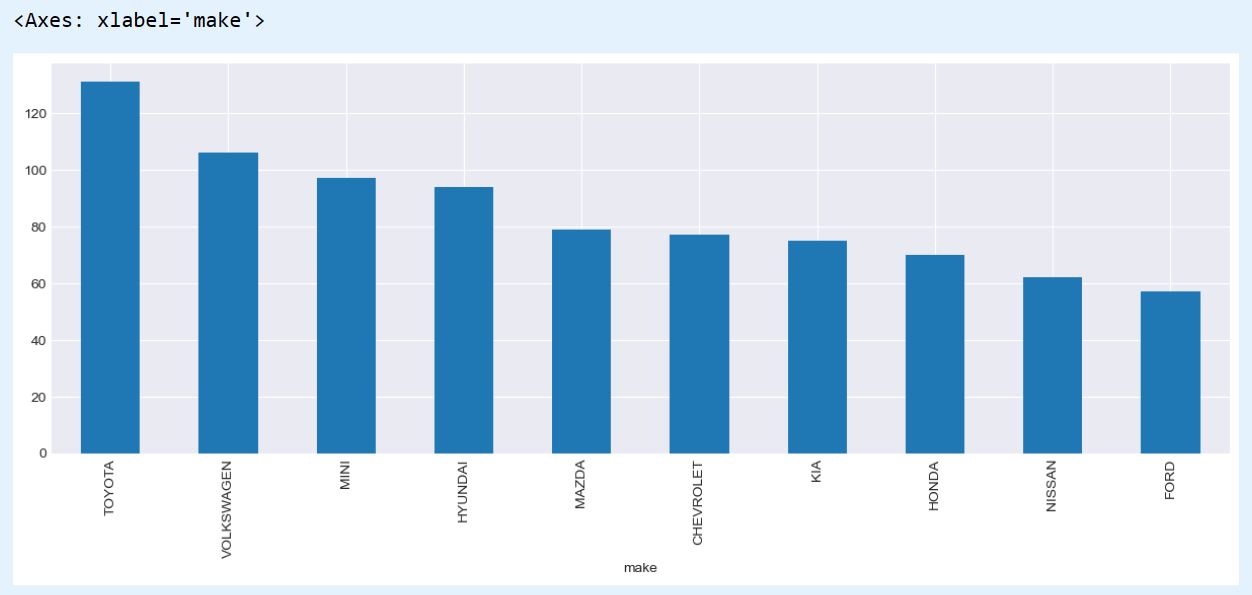 <Axes: xlabel='make'>
120
100
80
60
40
20
0
TOYOTA
VOLKSWAGEN
MINI
HYUNDAI
MAZDA
CHEVROLET
KIA
HONDA
NISSAN
FORD
make